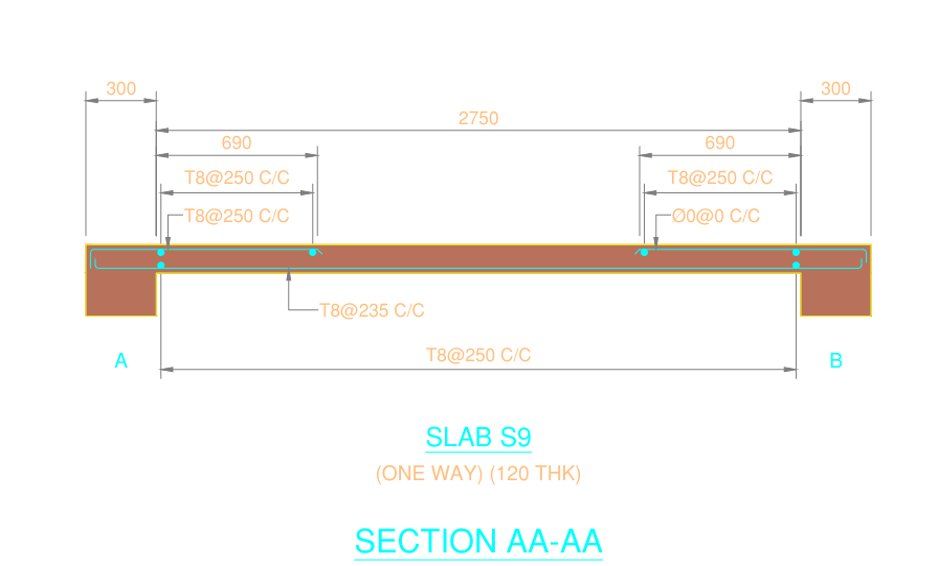 300
300
2750
690
690
T8@250 C/C
T8@250 C/C
T8@250 C/C
Ø0@0 C/C
T8@235 C/C
T8@250 C/C
A
B
SLAB S9
(ONE WAY) (120 THK)
SECTION AA-AA